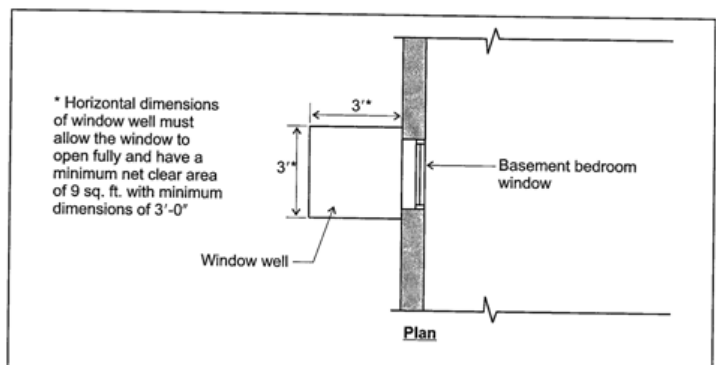 * Horizontal dimensions
of window well must
allow the window to
open fully and have a
minimum net clear area
of 9 sq. ft. with minimum
dimensions of 3'-0"
3'*
3'*
Basement bedroom
window
Window well
Plan